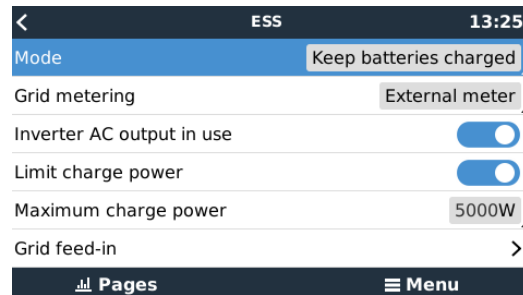 ESS 13:25
Mode Keep batteries charged
Grid metering External meter
Inverter AC output in use
Limit charge power
Maximum charge power 5000W
Grid feed-in
Pages Menu